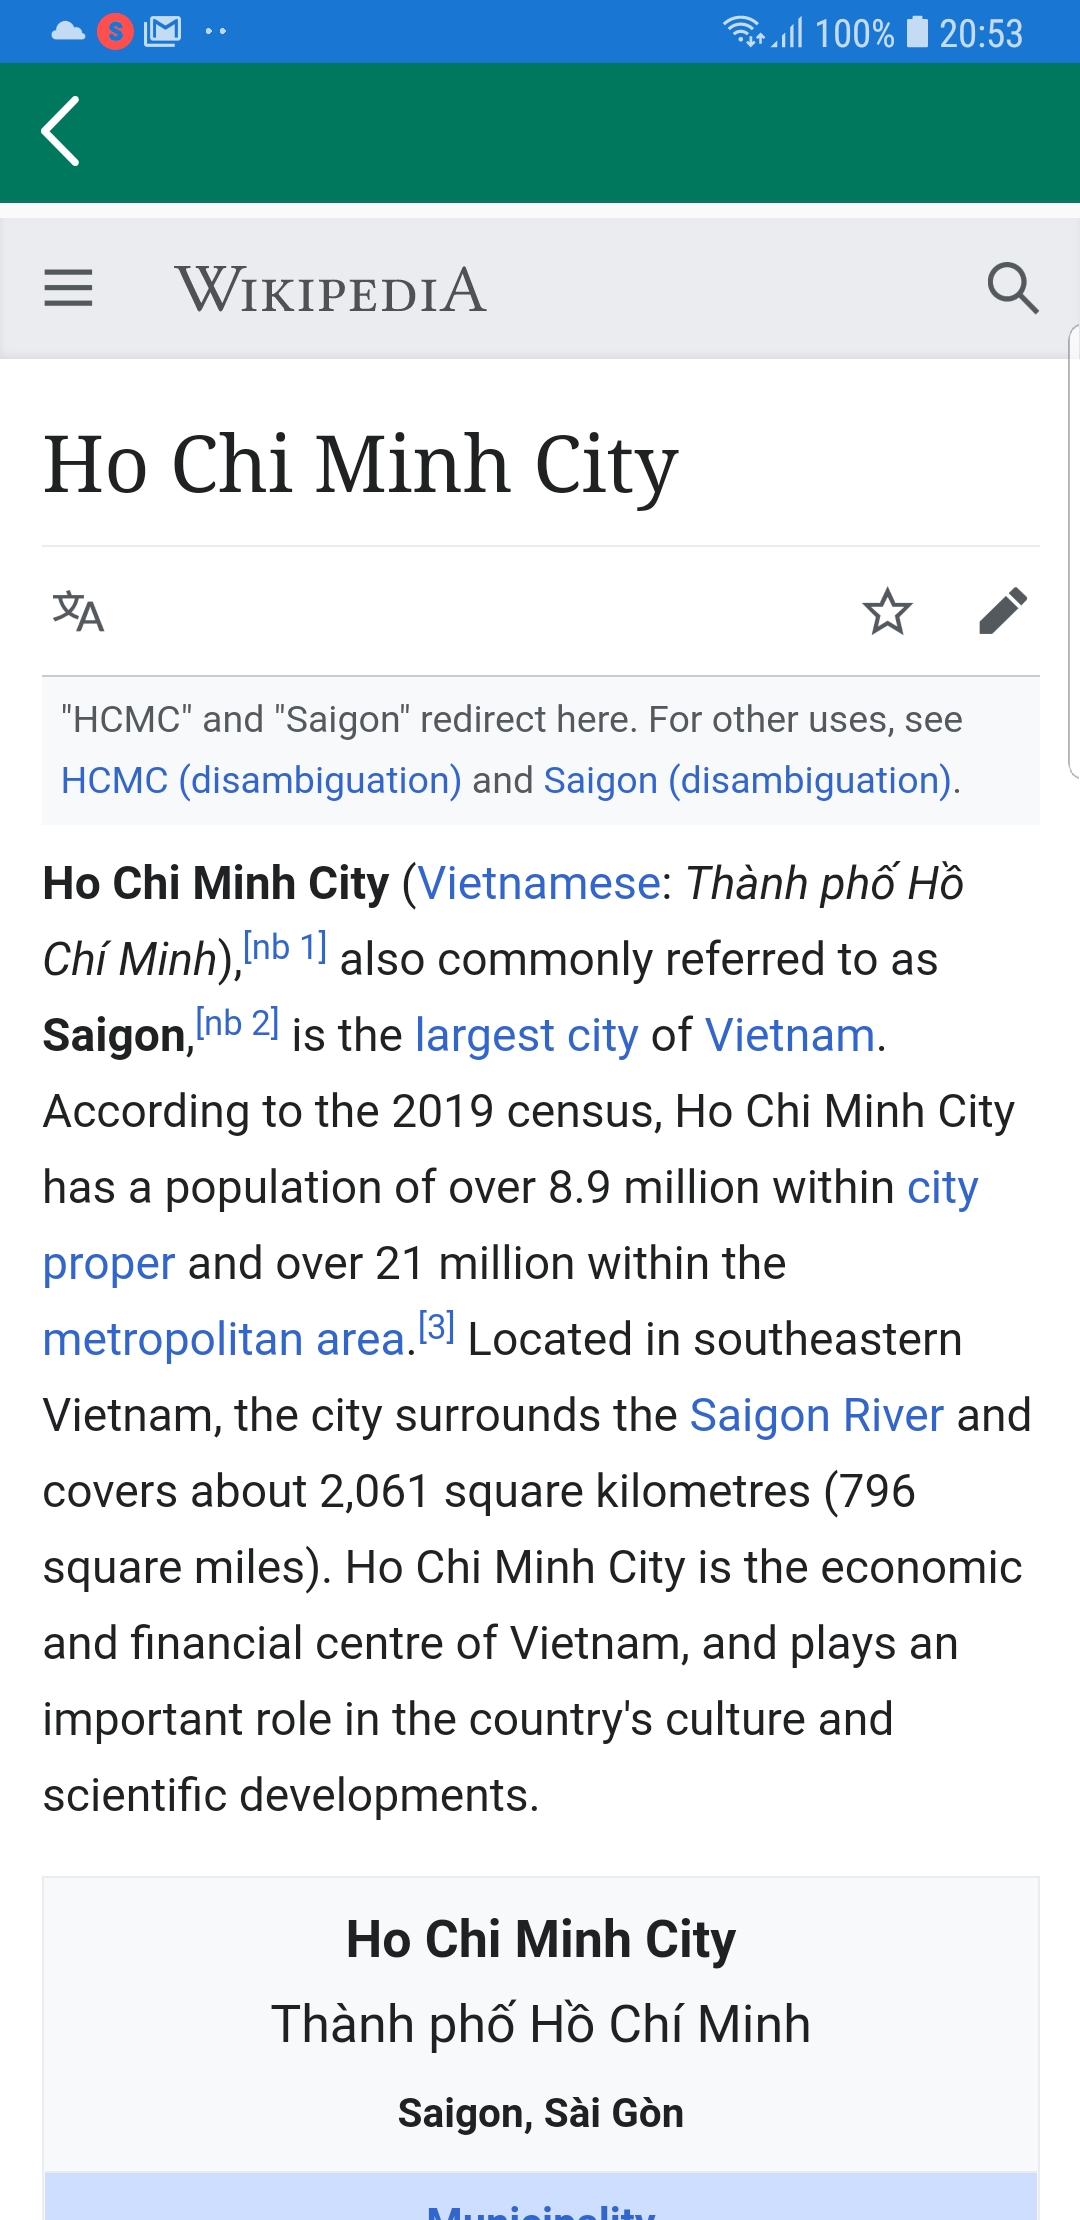 S 100% 20:53
WIKIPEDIA
Ho Chi Minh City
文A
"HCMC" and "Saigon" redirect here. For other uses, see
HCMC (disambiguation) and Saigon (disambiguation).
Ho Chi Minh City (Vietnamese: Thành phố Hồ
Chí Minh),[nb 1] also commonly referred to as
Saigon,[nb 2] is the largest city of Vietnam.
According to the 2019 census, Ho Chi Minh City
has a population of over 8.9 million within city
proper and over 21 million within the
metropolitan area.[3] Located in southeastern
Vietnam, the city surrounds the Saigon River and
covers about 2,061 square kilometres (796
square miles). Ho Chi Minh City is the economic
and financial centre of Vietnam, and plays an
important role in the country's culture and
scientific developments.
Ho Chi Minh City
Thành phố Hồ Chí Minh
Saigon, Sài Gòn
Municipality